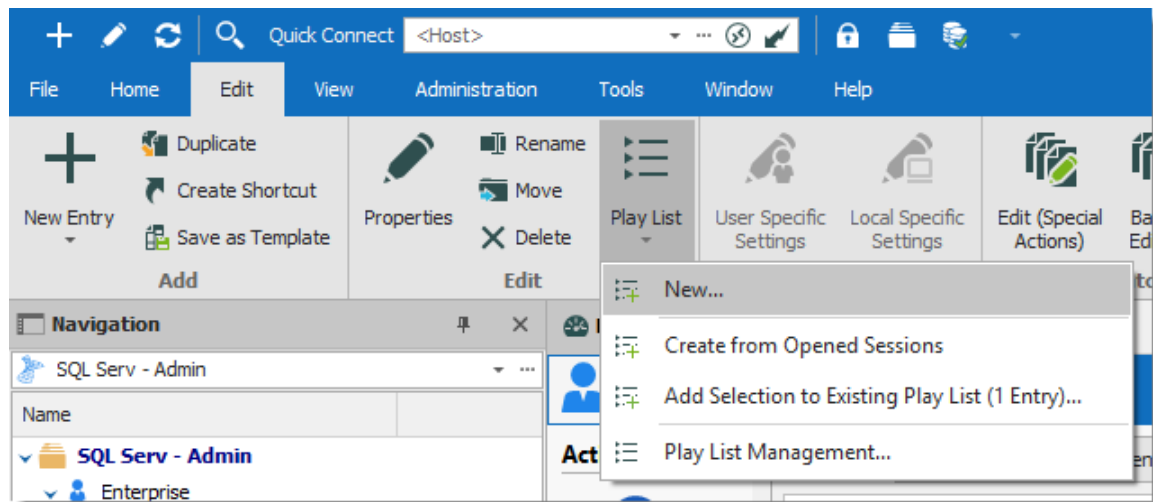 Quick Connect <Host>
File Home Edit View Administration Tools Window Help
Duplicate Rename
Create Shortcut Move
New Entry Properties Play List User Specific Settings Local Specific Settings Edit (Special Actions)
Save as Template Delete
Add Edit
New...
Navigation
Create from Opened Sessions
SQL Serv - Admin
Add Selection to Existing Play List (1 Entry)...
Name
SQL Serv - Admin
Act
Play List Management...
Enterprise